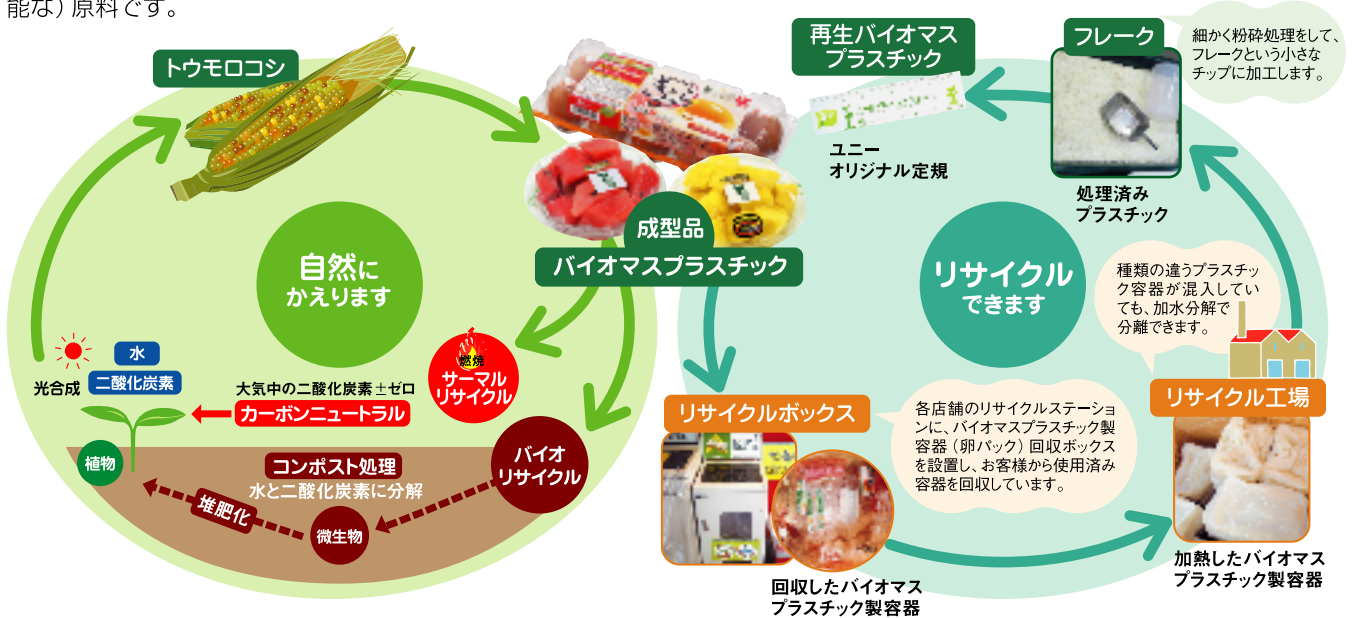 能な）原料です。
トウモロコシ
自然に
かえります
光合成
水
二酸化炭素
大気中の二酸化炭素±ゼロ
カーボンニュートラル
燃焼
サーマル
リサイクル
植物
コンポスト処理
水と二酸化炭素に分解
堆肥化
微生物
バイオ
リサイクル
成型品
バイオマスプラスチック
再生バイオマス
プラスチック
ユニー
オリジナル定規
フレーク
細かく粉砕処理をして、
フレークという小さな
チップに加工します。
処理済み
プラスチック
リサイクル
できます
種類の違うプラスチッ
ク容器が混入してい
ても、加水分解で
分離できます。
リサイクル工場
加熱したバイオマス
プラスチック製容器
リサイクルボックス
各店舗のリサイクルステーショ
ンに、バイオマスプラスチック製
容器（卵パック）回収ボックス
を設置し、お客様から使用済み
容器を回収しています。
回収したバイオマス
プラスチック製容器